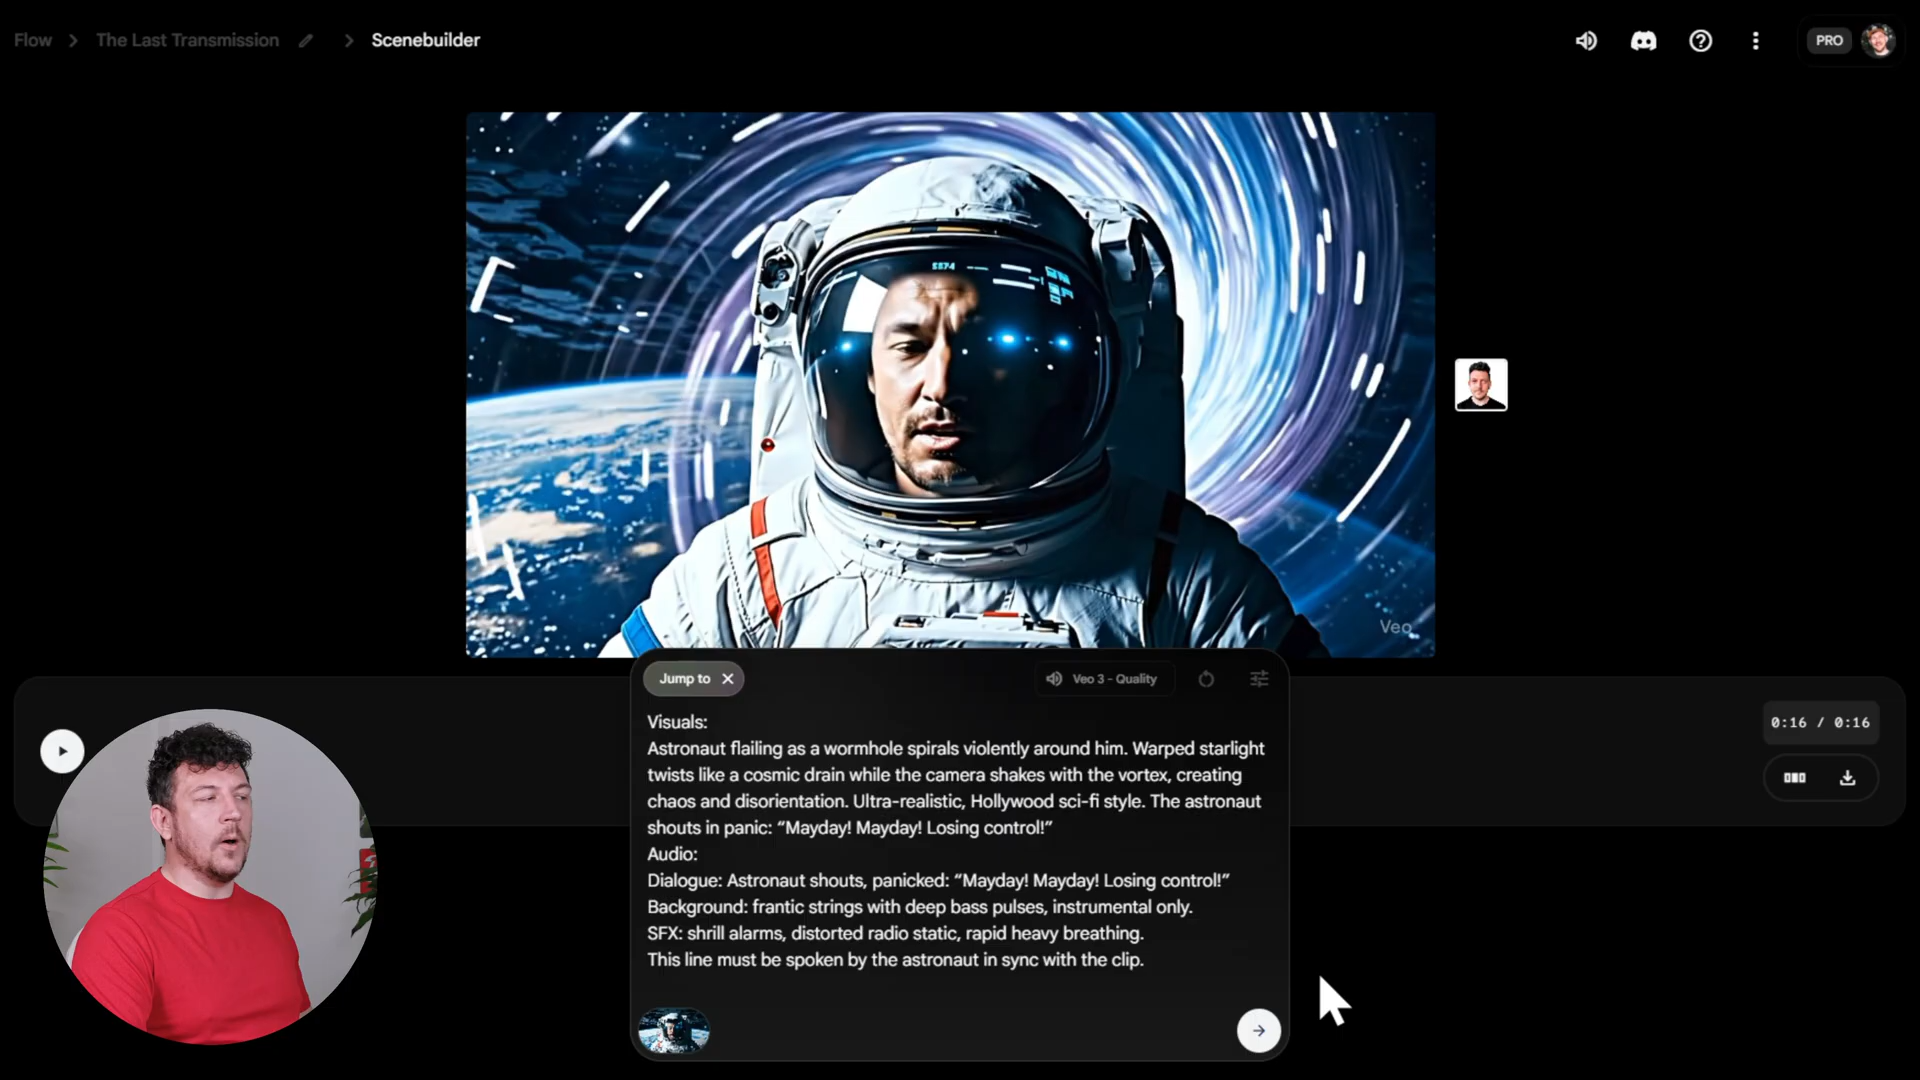 Flow > The Last Transmission > Scenebuilder
PRO
5574
Veo
Jump to
Veo 3 - Quality
Visuals:
Astronaut flailing as a wormhole spirals violently around him. Warped starlight
twists like a cosmic drain while the camera shakes with the vortex, creating
chaos and disorientation. Ultra-realistic, Hollywood sci-fi style. The astronaut
shouts in panic: “Mayday! Mayday! Losing control!”
Audio:
Dialogue: Astronaut shouts, panicked: “Mayday! Mayday! Losing control!”
Background: frantic strings with deep bass pulses, instrumental only.
SFX: shrill alarms, distorted radio static, rapid heavy breathing.
This line must be spoken by the astronaut in sync with the clip.
0:16 / 0:16